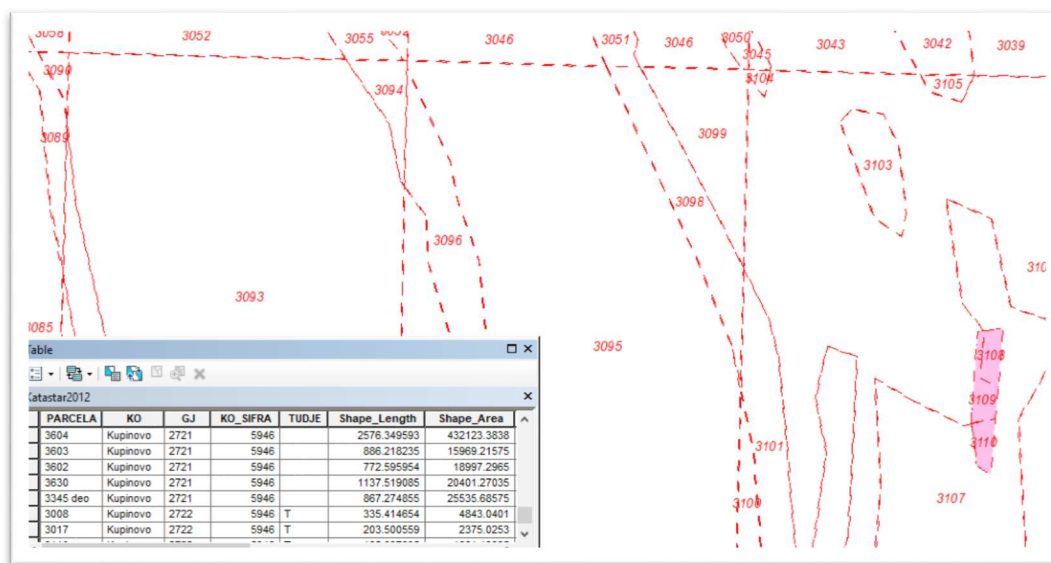 3058 3052 3055 3046 3051 3046 3050 3043 3042 3039
3045
3090 3104 3105
3094
3089 3099
3103
3098
3096
3093
3085 3095 3108
3109
3101 3110
3100 3107
Table
Katastar2012
PARCELA KO GJ KO_SIFRA TUDJE Shape_Length Shape_Area
3604 Kupinovo 2721 5946 2576.349593 432123.3838
3603 Kupinovo 2721 5946 886.218235 15969.21575
3602 Kupinovo 2721 5946 772.595954 18997.2965
3630 Kupinovo 2721 5946 1137.519085 20401.27035
3345 deo Kupinovo 2721 5946 867.274855 25535.68575
3008 Kupinovo 2722 5946 T 335.414654 4843.0401
3017 Kupinovo 2722 5946 T 203.500559 2375.0253